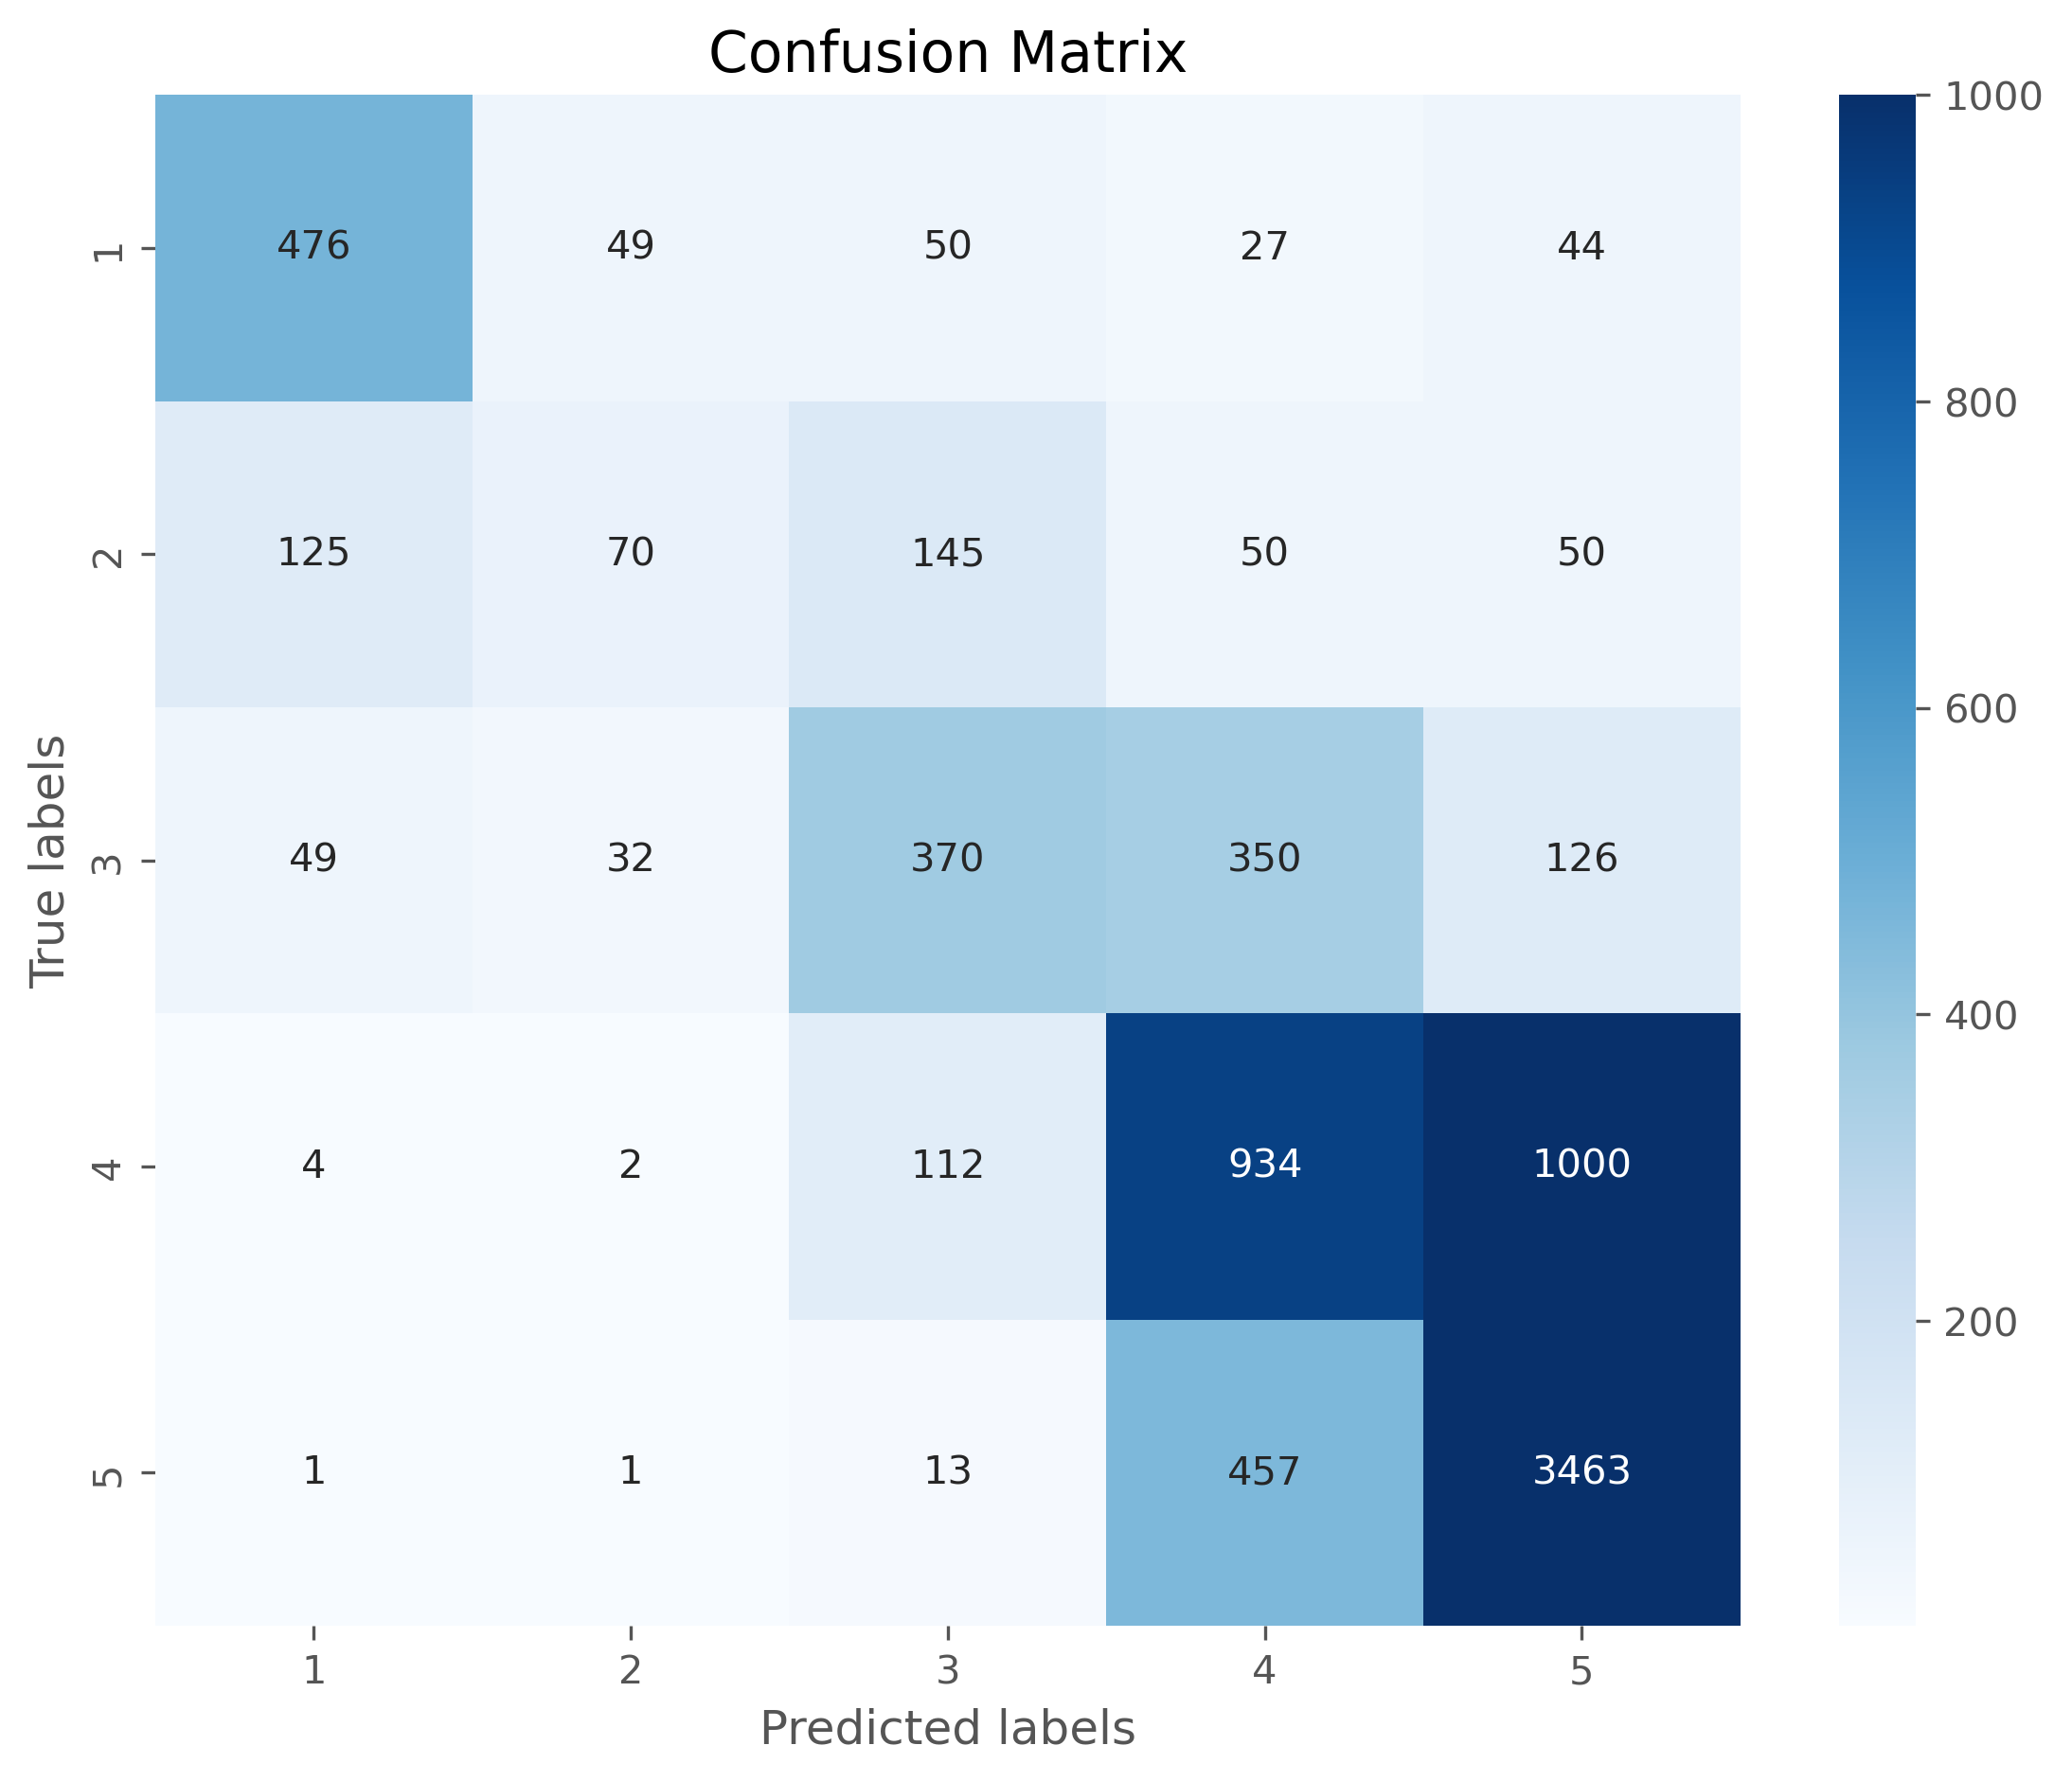 Confusion Matrix
1 476 49 50 27 44
2 125 70 145 50 50
3 49 32 370 350 126
4 4 2 112 934 1000
5 1 1 13 457 3463
1 2 3 4 5
True labels
Predicted labels
1000
800
600
400
200